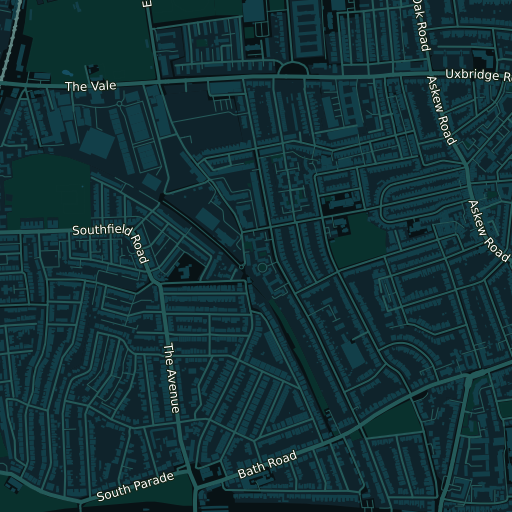 E
Oak Road
Uxbridge R
The Vale
Askew Road
Askew Road
Southfield Road
The Avenue
Bath Road
South Parade